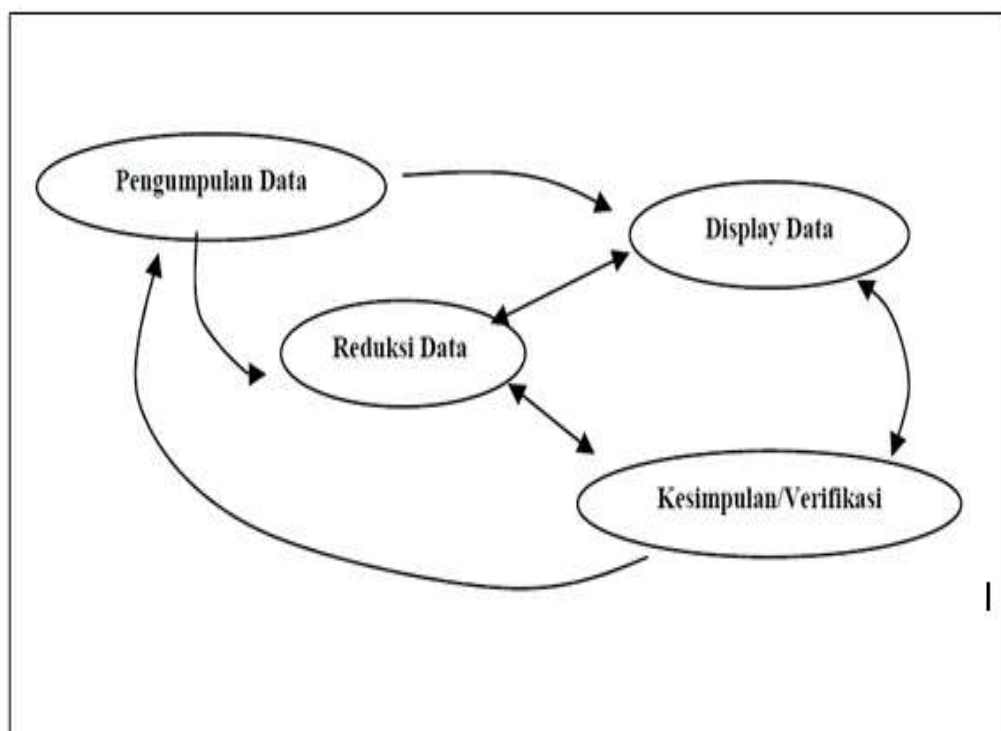 Pengumpulan Data
Display Data
Reduksi Data
Kesimpulan/Verifikasi